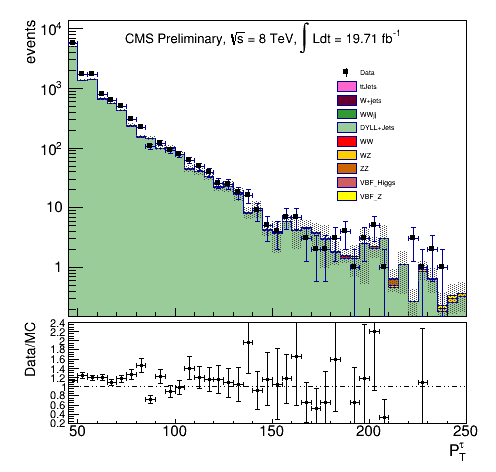 events
CMS Preliminary, √s = 8 TeV, ∫ Ldt = 19.71 fb⁻¹
10⁴
10³
10²
10
1
Data
ttJets
W+jets
WWjj
DYLL+Jets
WW
WZ
ZZ
VBF_Higgs
VBF_Z
Data/MC
2.4
2.2
2
1.8
1.6
1.4
1.2
1
0.8
0.6
0.4
0.2
50 100 150 200 250
P_T^τ